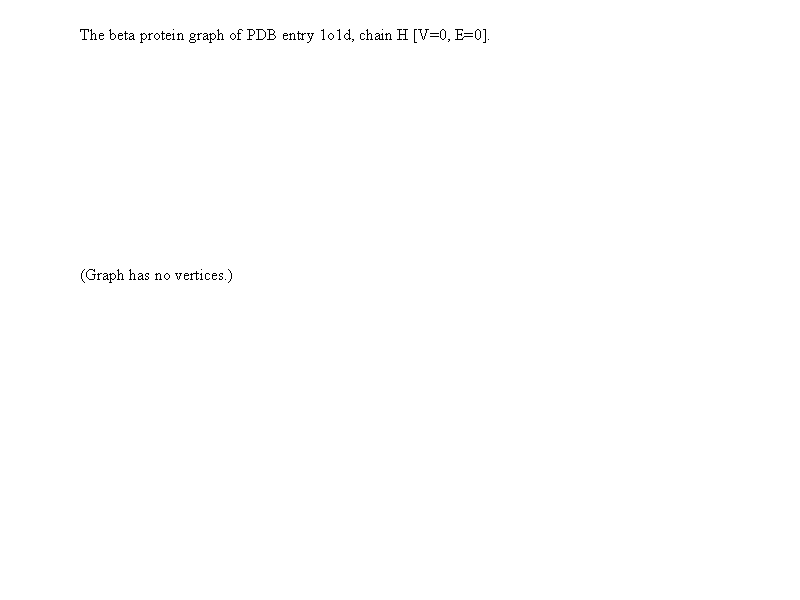 The beta protein graph of PDB entry 1o1d, chain H [V=0, E=0].
(Graph has no vertices.)